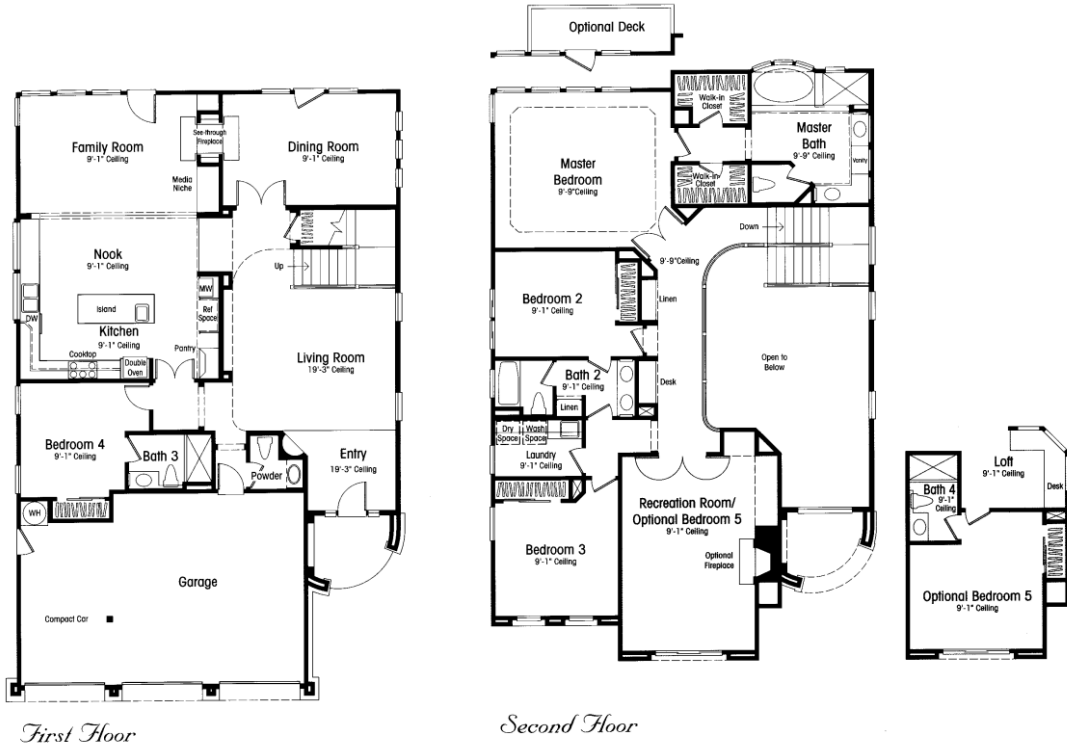 Optional Deck
Family Room
9'-1" Ceiling
See-through
Fireplace
Dining Room
9'-1" Ceiling
Media
Niche
Nook
9'-1" Ceiling
Up
MW
Island
Ref
Space
DW
Kitchen
9'-1" Ceiling
Cooktop
Pantry
Double
Oven
Living Room
19'-3" Ceiling
Bedroom 4
9'-1" Ceiling
Bath 3
Powder
Entry
19'-3" Ceiling
WH
Garage
Compact Car
First Floor
Walk-in
Closet
Master
Bath
9'-9" Ceiling
Vanity
Master
Bedroom
9'-9"Ceiling
Walk-in
Closet
Down
9'-9"Ceiling
Bedroom 2
9'-1" Ceiling
Linen
Open to
Below
Bath 2
9'-1" Ceiling
Desk
Linen
Dry
Space
Wash
Space
Laundry
9'-1" Ceiling
Recreation Room/
Optional Bedroom 5
9'-1" Ceiling
Bedroom 3
9'-1" Ceiling
Optional
Fireplace
Second Floor
Loft
9'-1" Ceiling
Desk
Bath 4
9'-1"
Ceiling
Optional Bedroom 5
9'-1" Ceiling